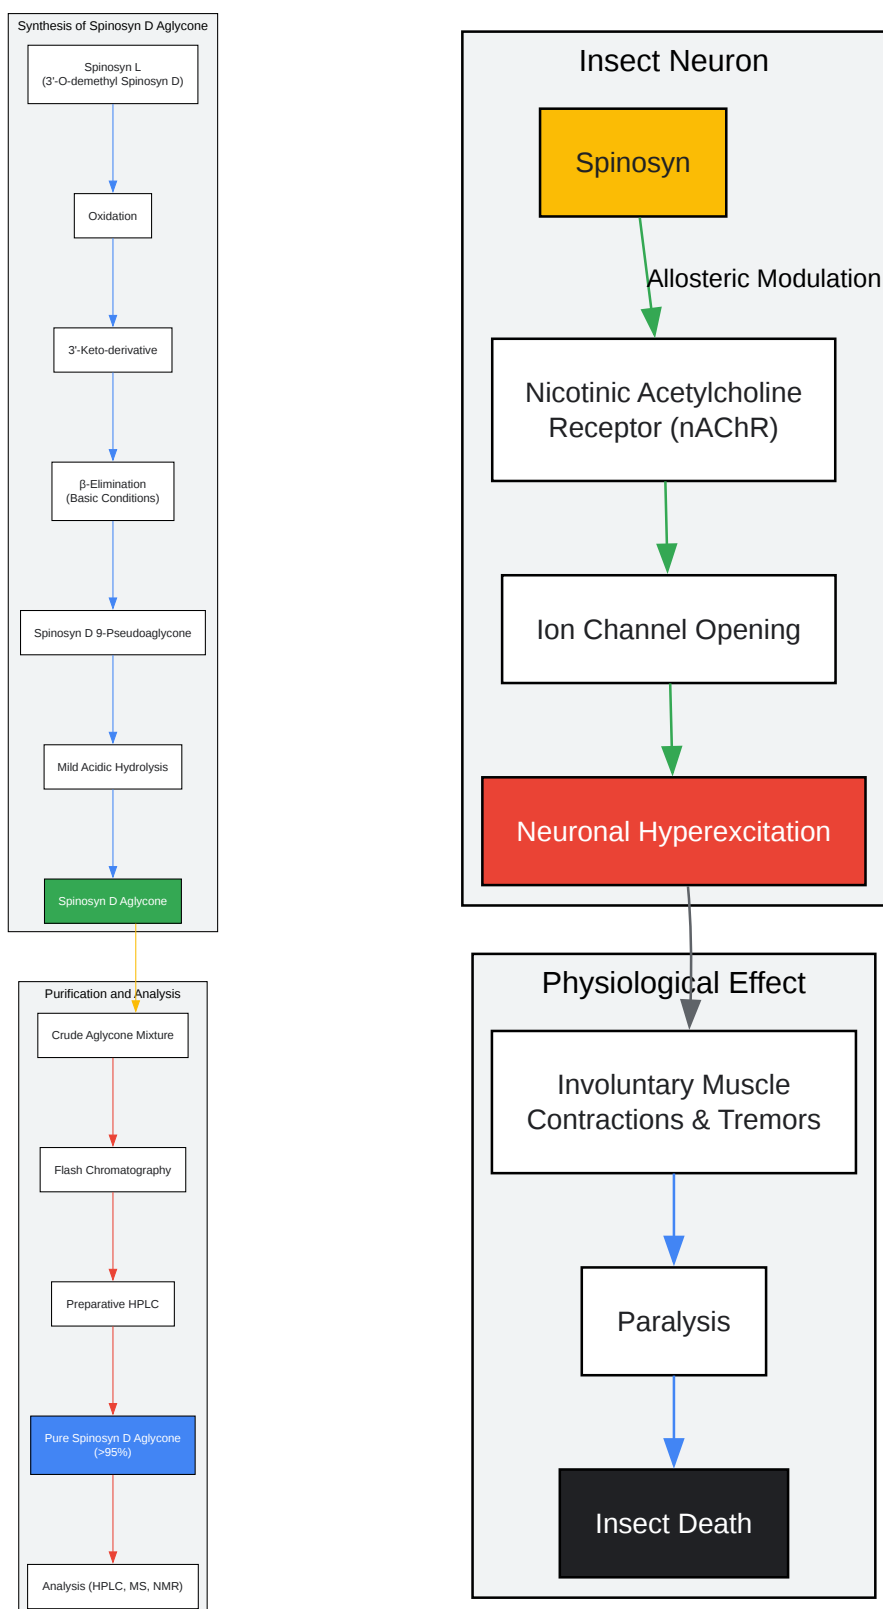 Synthesis of Spinosyn D Aglycone
Spinosyn L
(3'-O-demethyl Spinosyn D)
Oxidation
3'-Keto-derivative
β-Elimination
(Basic Conditions)
Spinosyn D 9-Pseudoaglycone
Mild Acidic Hydrolysis
Spinosyn D Aglycone
Purification and Analysis
Crude Aglycone Mixture
Flash Chromatography
Preparative HPLC
Pure Spinosyn D Aglycone
(>95%)
Analysis (HPLC, MS, NMR)
Insect Neuron
Spinosyn
Allosteric Modulation
Nicotinic Acetylcholine
Receptor (nAChR)
Ion Channel Opening
Neuronal Hyperexcitation
Physiological Effect
Involuntary Muscle
Contractions & Tremors
Paralysis
Insect Death